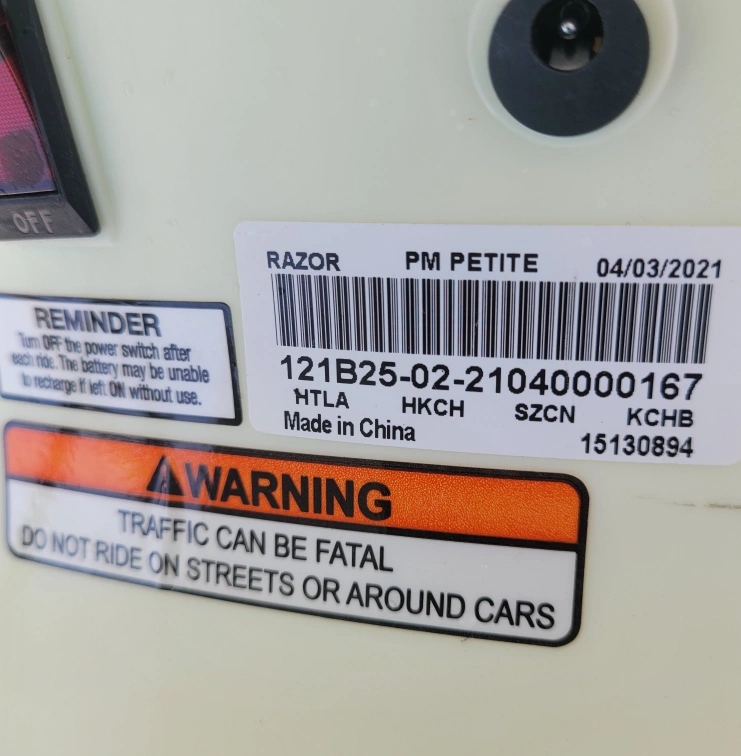 OFF
RAZOR PM PETITE 04/03/2021
121B25-02-21040000167
HTLA HKCH SZCN KCHB
Made in China 15130894
REMINDER
Turn OFF the power switch after
each ride. The battery may be unable
to recharge if left ON without use.
WARNING
TRAFFIC CAN BE FATAL
DO NOT RIDE ON STREETS OR AROUND CARS